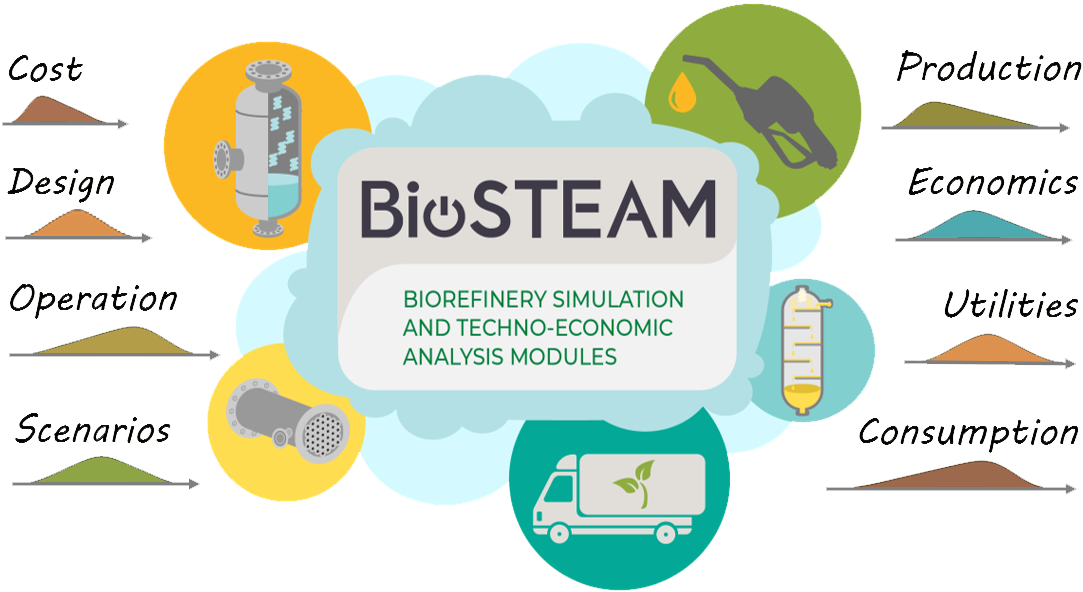 Cost
Design
Operation
Scenarios
BioSTEAM
BIOREFINERY SIMULATION
AND TECHNO-ECONOMIC
ANALYSIS MODULES
Production
Economics
Utilities
Consumption